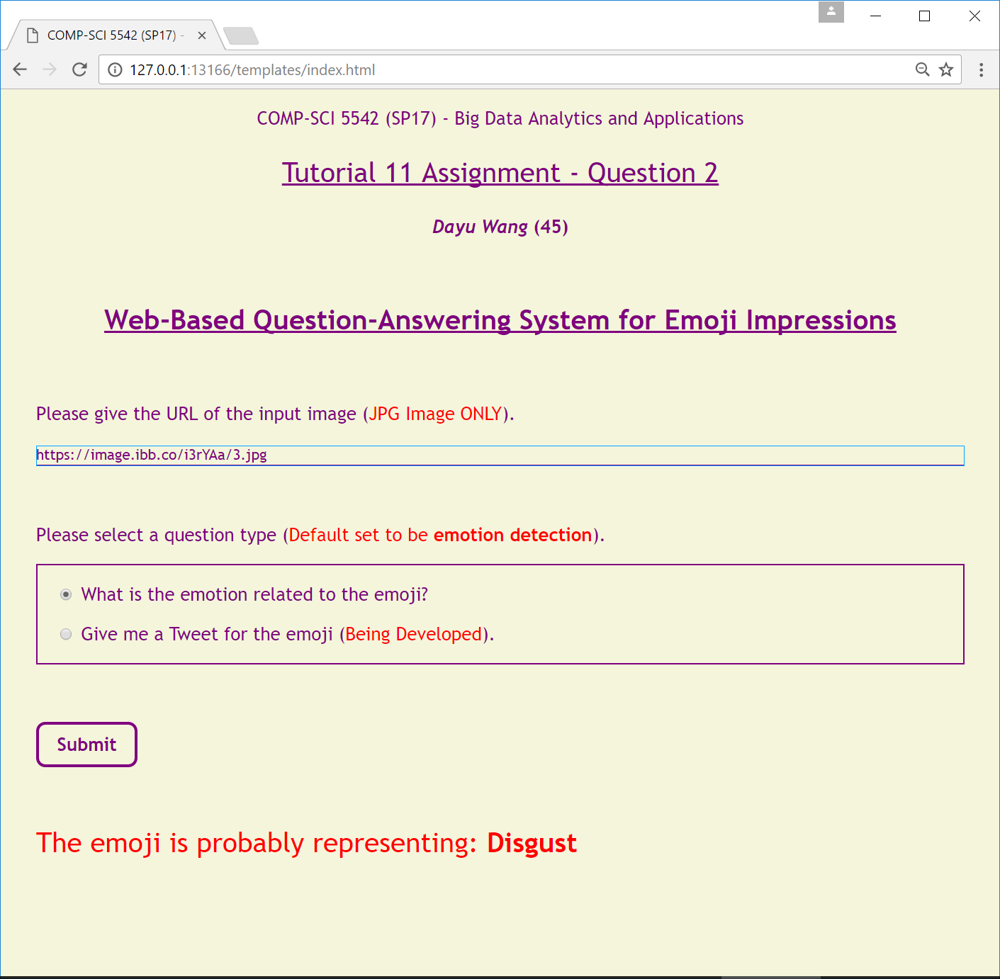 COMP-SCI 5542 (SP17) -
127.0.0.1:13166/templates/index.html
COMP-SCI 5542 (SP17) - Big Data Analytics and Applications
Tutorial 11 Assignment - Question 2
Dayu Wang (45)
Web-Based Question-Answering System for Emoji Impressions
Please give the URL of the input image (JPG Image ONLY).
https://image.ibb.co/i3rYAa/3.jpg
Please select a question type (Default set to be emotion detection).
What is the emotion related to the emoji?
Give me a Tweet for the emoji (Being Developed).
Submit
The emoji is probably representing: Disgust